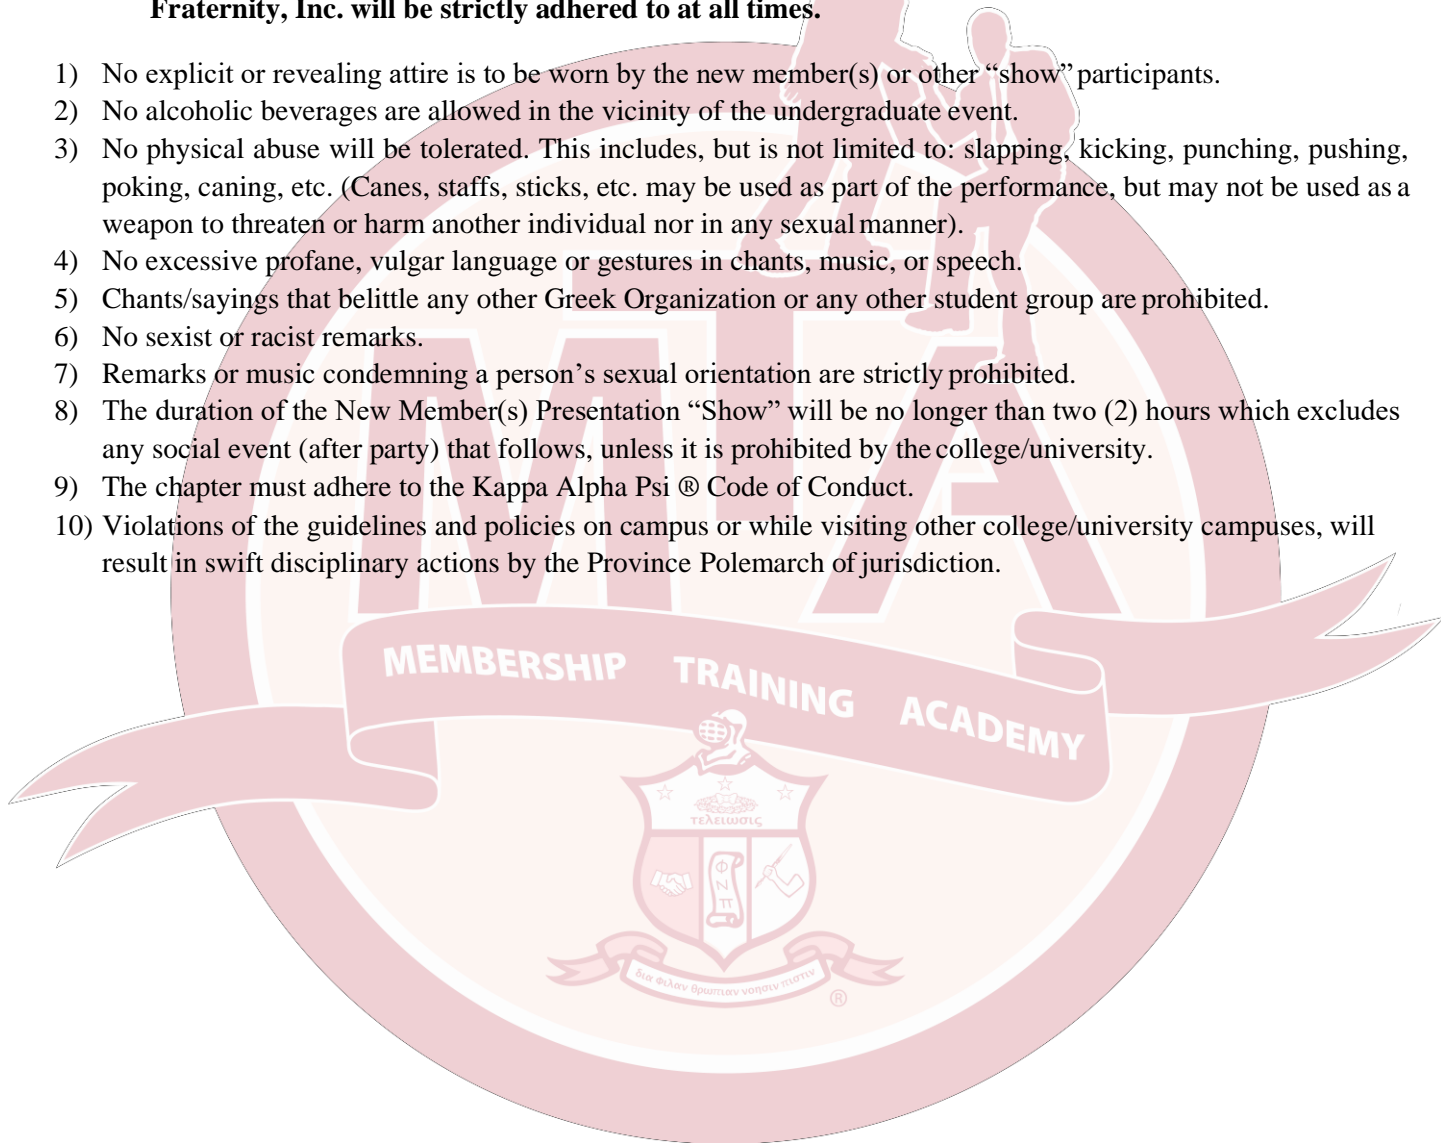 Fraternity, Inc. will be strictly adhered to at all times.
1) No explicit or revealing attire is to be worn by the new member(s) or other “show” participants.
2) No alcoholic beverages are allowed in the vicinity of the undergraduate event.
3) No physical abuse will be tolerated. This includes, but is not limited to: slapping, kicking, punching, pushing,
poking, caning, etc. (Canes, staffs, sticks, etc. may be used as part of the performance, but may not be used as a
weapon to threaten or harm another individual nor in any sexual manner).
4) No excessive profane, vulgar language or gestures in chants, music, or speech.
5) Chants/sayings that belittle any other Greek Organization or any other student group are prohibited.
6) No sexist or racist remarks.
7) Remarks or music condemning a person’s sexual orientation are strictly prohibited.
8) The duration of the New Member(s) Presentation “Show” will be no longer than two (2) hours which excludes
any social event (after party) that follows, unless it is prohibited by the college/university.
9) The chapter must adhere to the Kappa Alpha Psi ® Code of Conduct.
10) Violations of the guidelines and policies on campus or while visiting other college/university campuses, will
result in swift disciplinary actions by the Province Polemarch of jurisdiction.
MTA
MEMBERSHIP TRAINING ACADEMY
τελειωσις
Φ
Ν
π
δια φιλαν θρωπιαν νοησιν πιστιν
®